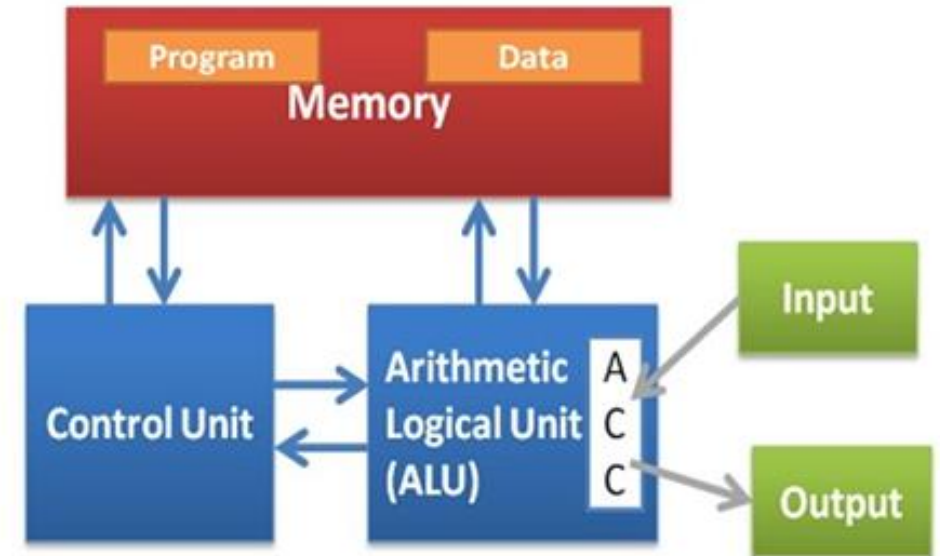 Program
Data
Memory
Control Unit
Arithmetic
Logical Unit
(ALU)
A
C
C
Input
Output